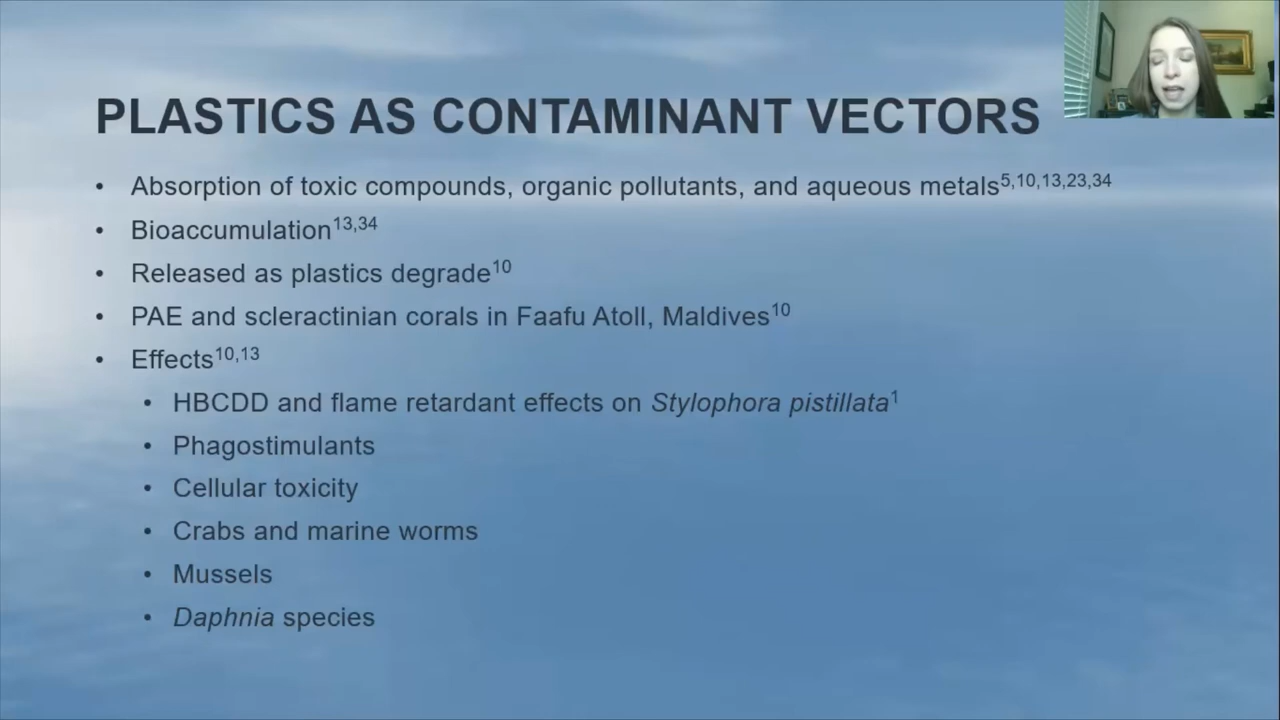 PLASTICS AS CONTAMINANT VECTORS
• Absorption of toxic compounds, organic pollutants, and aqueous metals5,10,13,23,34
• Bioaccumulation13,34
• Released as plastics degrade10
• PAE and scleractinian corals in Faafu Atoll, Maldives10
• Effects10,13
• HBCDD and flame retardant effects on Stylophora pistillata1
• Phagostimulants
• Cellular toxicity
• Crabs and marine worms
• Mussels
• Daphnia species